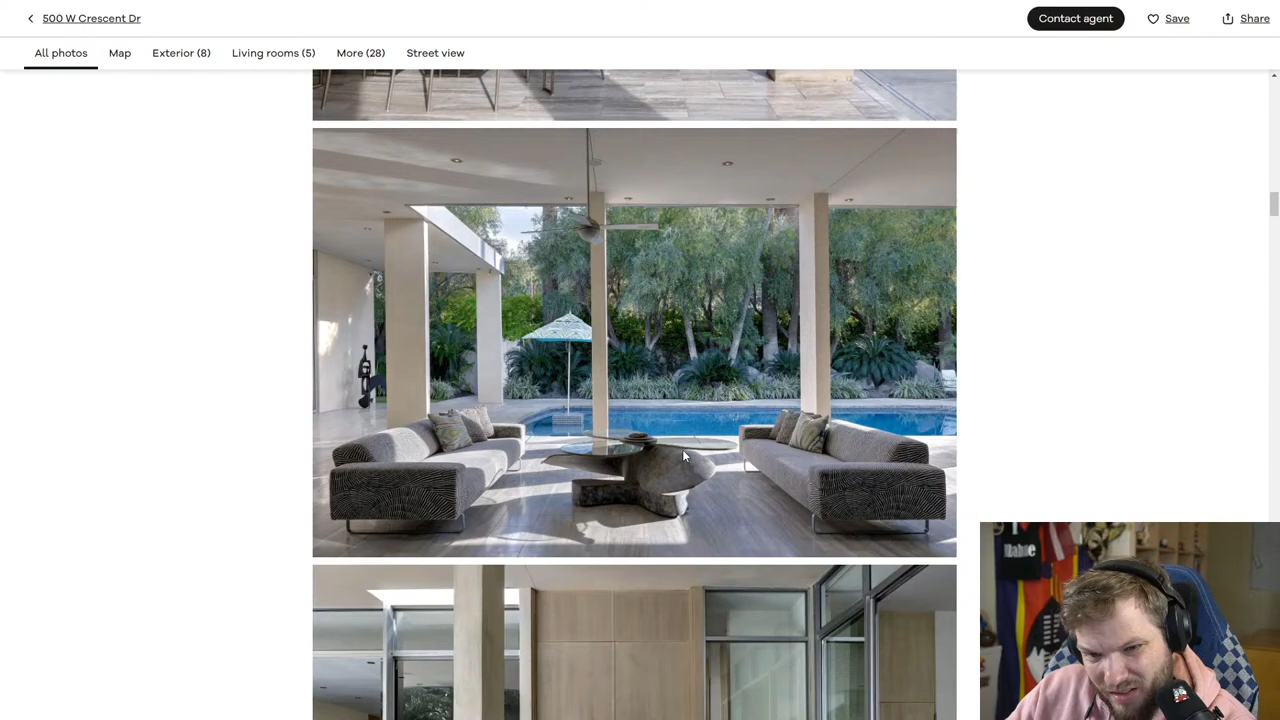 500 W Crescent Dr
Contact agent
Save
Share
All photos
Map
Exterior (8)
Living rooms (5)
More (28)
Street view